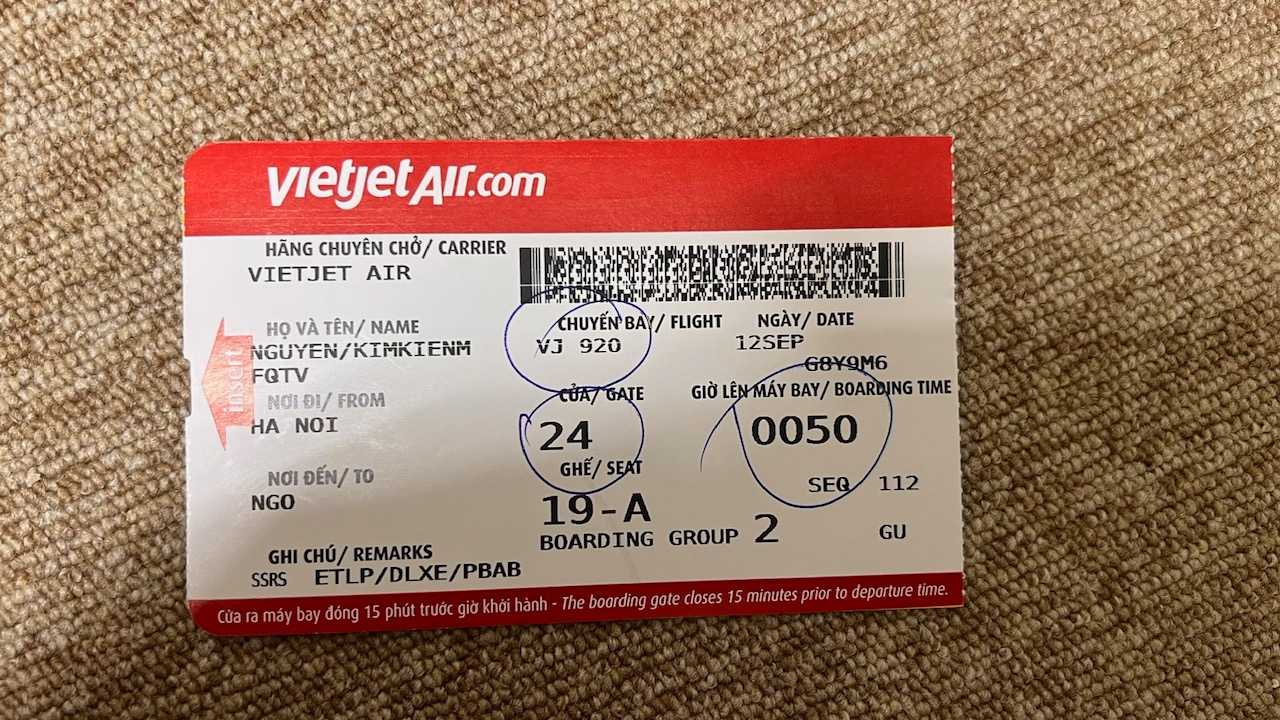 vietjetAir.com
HÃNG CHUYÊN CHỞ/ CARRIER
VIETJET AIR
HỌ VÀ TÊN/ NAME
NGUYEN/KIMKIENM
FQTV
CHUYẾN BAY/ FLIGHT
VJ 920
NGÀY/ DATE
12SEP
G8Y9M6
insert
NƠI ĐI/ FROM
HA NOI
CỬA/ GATE
24
GIỜ LÊN MÁY BAY/ BOARDING TIME
0050
NƠI ĐẾN/ TO
NGO
GHẾ/ SEAT
19-A
SEQ 112
BOARDING GROUP 2
GU
GHI CHÚ/ REMARKS
SSRS ETLP/DLXE/PBAB
Cửa ra máy bay đóng 15 phút trước giờ khởi hành - The boarding gate closes 15 minutes prior to departure time.